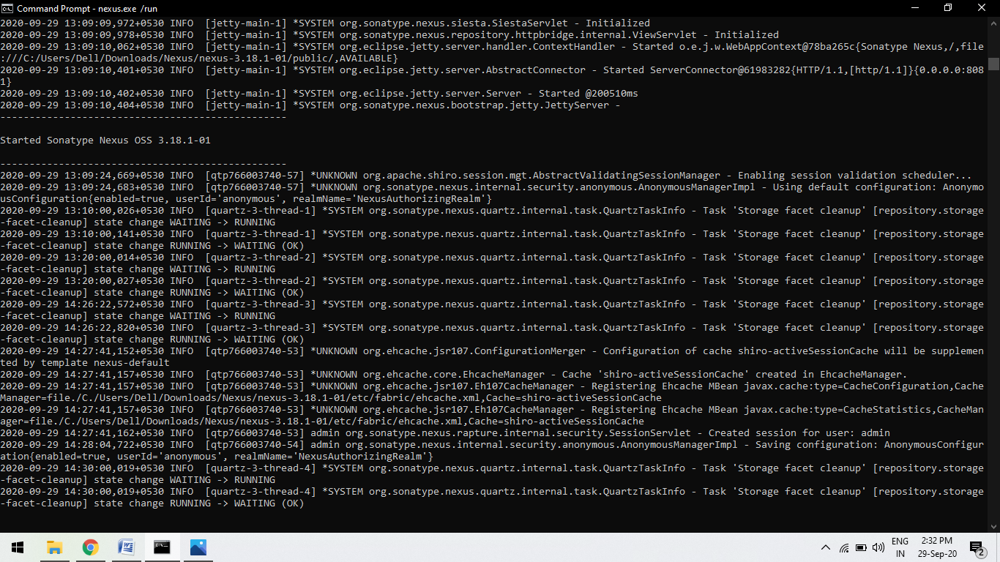 Command Prompt - nexus.exe /run
2020-09-29 13:09:09,972+0530 INFO  [jetty-main-1] *SYSTEM org.sonatype.nexus.siesta.SiestaServlet - Initialized
2020-09-29 13:09:09,978+0530 INFO  [jetty-main-1] *SYSTEM org.sonatype.nexus.repository.httpbridge.internal.ViewServlet - Initialized
2020-09-29 13:09:10,062+0530 INFO  [jetty-main-1] *SYSTEM org.eclipse.jetty.server.handler.ContextHandler - Started o.e.j.w.WebAppContext@78ba265c{Sonatype Nexus,/,file
:///C:/Users/Dell/Downloads/Nexus/nexus-3.18.1-01/public/,AVAILABLE}
2020-09-29 13:09:10,401+0530 INFO  [jetty-main-1] *SYSTEM org.eclipse.jetty.server.AbstractConnector - Started ServerConnector@61983282{HTTP/1.1,[http/1.1]}{0.0.0.0:808
1}
2020-09-29 13:09:10,402+0530 INFO  [jetty-main-1] *SYSTEM org.eclipse.jetty.server.Server - Started @200510ms
2020-09-29 13:09:10,404+0530 INFO  [jetty-main-1] *SYSTEM org.sonatype.nexus.bootstrap.jetty.JettyServer -
-------------------------------------------------
Started Sonatype Nexus OSS 3.18.1-01
-------------------------------------------------
2020-09-29 13:09:24,669+0530 INFO  [qtp766003740-57] *UNKNOWN org.apache.shiro.session.mgt.AbstractValidatingSessionManager - Enabling session validation scheduler...
2020-09-29 13:09:24,683+0530 INFO  [qtp766003740-57] *UNKNOWN org.sonatype.nexus.internal.security.anonymous.AnonymousManagerImpl - Using default configuration: Anonymo
usConfiguration{enabled=true, userId='anonymous', realmName='NexusAuthorizingRealm'}
2020-09-29 13:10:00,026+0530 INFO  [quartz-3-thread-1] *SYSTEM org.sonatype.nexus.quartz.internal.task.QuartzTaskInfo - Task 'Storage facet cleanup' [repository.storage
-facet-cleanup] state change WAITING -> RUNNING
2020-09-29 13:10:00,141+0530 INFO  [quartz-3-thread-1] *SYSTEM org.sonatype.nexus.quartz.internal.task.QuartzTaskInfo - Task 'Storage facet cleanup' [repository.storage
-facet-cleanup] state change RUNNING -> WAITING (OK)
2020-09-29 13:20:00,014+0530 INFO  [quartz-3-thread-2] *SYSTEM org.sonatype.nexus.quartz.internal.task.QuartzTaskInfo - Task 'Storage facet cleanup' [repository.storage
-facet-cleanup] state change WAITING -> RUNNING
2020-09-29 13:20:00,027+0530 INFO  [quartz-3-thread-2] *SYSTEM org.sonatype.nexus.quartz.internal.task.QuartzTaskInfo - Task 'Storage facet cleanup' [repository.storage
-facet-cleanup] state change RUNNING -> WAITING (OK)
2020-09-29 14:26:22,572+0530 INFO  [quartz-3-thread-3] *SYSTEM org.sonatype.nexus.quartz.internal.task.QuartzTaskInfo - Task 'Storage facet cleanup' [repository.storage
-facet-cleanup] state change WAITING -> RUNNING
2020-09-29 14:26:22,820+0530 INFO  [quartz-3-thread-3] *SYSTEM org.sonatype.nexus.quartz.internal.task.QuartzTaskInfo - Task 'Storage facet cleanup' [repository.storage
-facet-cleanup] state change RUNNING -> WAITING (OK)
2020-09-29 14:27:41,152+0530 INFO  [qtp766003740-53] *UNKNOWN org.ehcache.jsr107.ConfigurationMerger - Configuration of cache shiro-activeSessionCache will be supplemen
ted by template nexus-default
2020-09-29 14:27:41,157+0530 INFO  [qtp766003740-53] *UNKNOWN org.ehcache.core.EhcacheManager - Cache 'shiro-activeSessionCache' created in EhcacheManager.
2020-09-29 14:27:41,157+0530 INFO  [qtp766003740-53] *UNKNOWN org.ehcache.jsr107.Eh107CacheManager - Registering Ehcache MBean javax.cache:type=CacheConfiguration,Cache
Manager=file./C./Users/Dell/Downloads/Nexus/nexus-3.18.1-01/etc/fabric/ehcache.xml,Cache=shiro-activeSessionCache
2020-09-29 14:27:41,157+0530 INFO  [qtp766003740-53] *UNKNOWN org.ehcache.jsr107.Eh107CacheManager - Registering Ehcache MBean javax.cache:type=CacheStatistics,CacheMan
ager=file./C./Users/Dell/Downloads/Nexus/nexus-3.18.1-01/etc/fabric/ehcache.xml,Cache=shiro-activeSessionCache
2020-09-29 14:27:41,162+0530 INFO  [qtp766003740-53] admin org.sonatype.nexus.rapture.internal.security.SessionServlet - Created session for user: admin
2020-09-29 14:28:04,722+0530 INFO  [qtp766003740-54] admin org.sonatype.nexus.internal.security.anonymous.AnonymousManagerImpl - Saving configuration: AnonymousConfigur
ation{enabled=true, userId='anonymous', realmName='NexusAuthorizingRealm'}
2020-09-29 14:30:00,019+0530 INFO  [quartz-3-thread-4] *SYSTEM org.sonatype.nexus.quartz.internal.task.QuartzTaskInfo - Task 'Storage facet cleanup' [repository.storage
-facet-cleanup] state change WAITING -> RUNNING
2020-09-29 14:30:00,019+0530 INFO  [quartz-3-thread-4] *SYSTEM org.sonatype.nexus.quartz.internal.task.QuartzTaskInfo - Task 'Storage facet cleanup' [repository.storage
-facet-cleanup] state change RUNNING -> WAITING (OK)
ENG
IN
2:32 PM
29-Sep-20
2